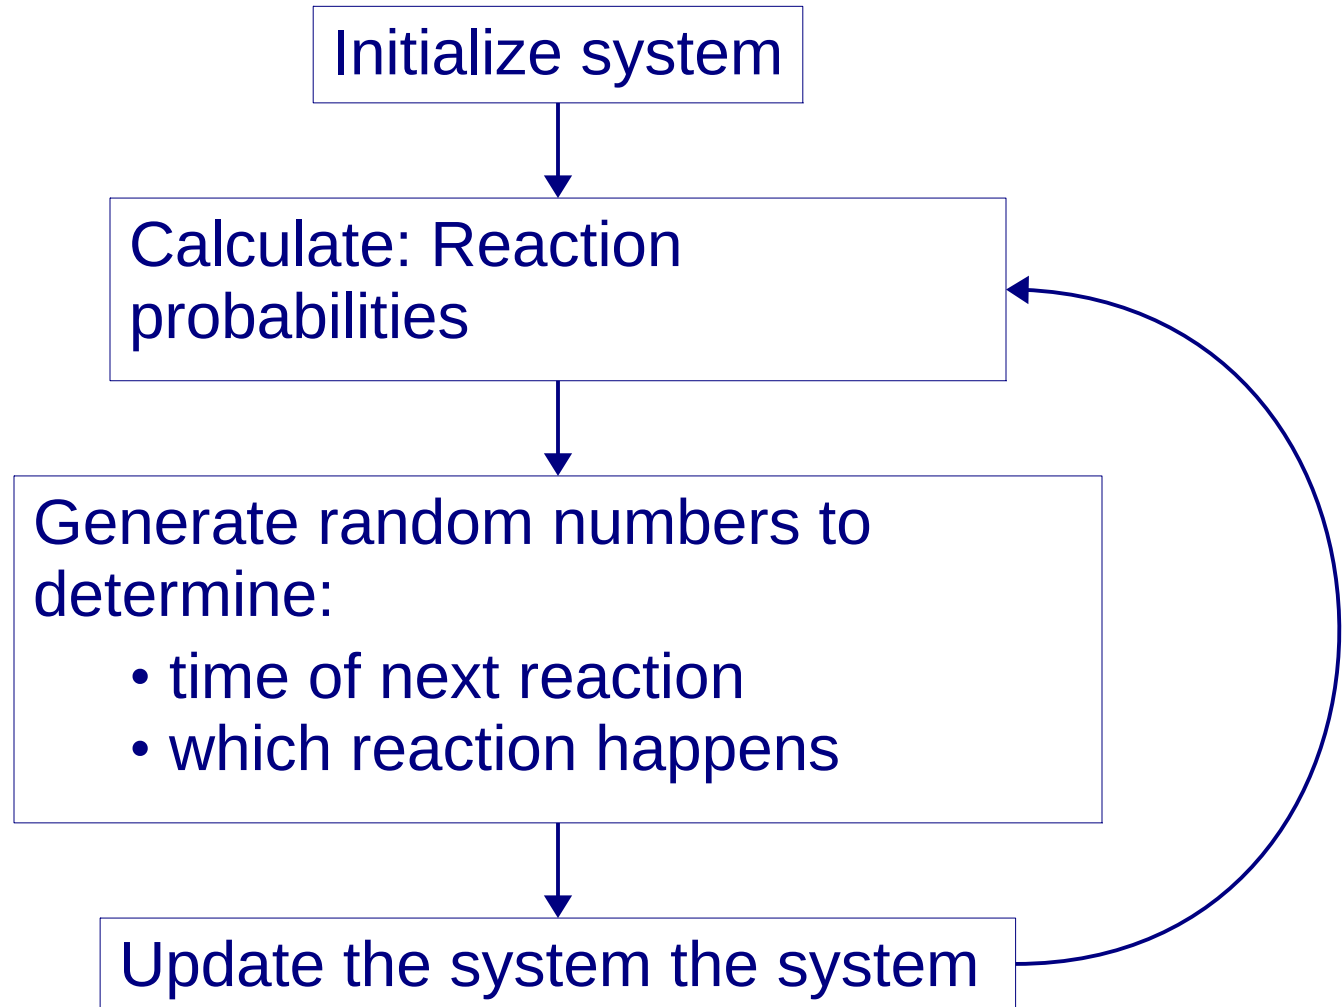 Initialize system
Calculate: Reaction
probabilities
Generate random numbers to
determine:
• time of next reaction
• which reaction happens
Update the system the system